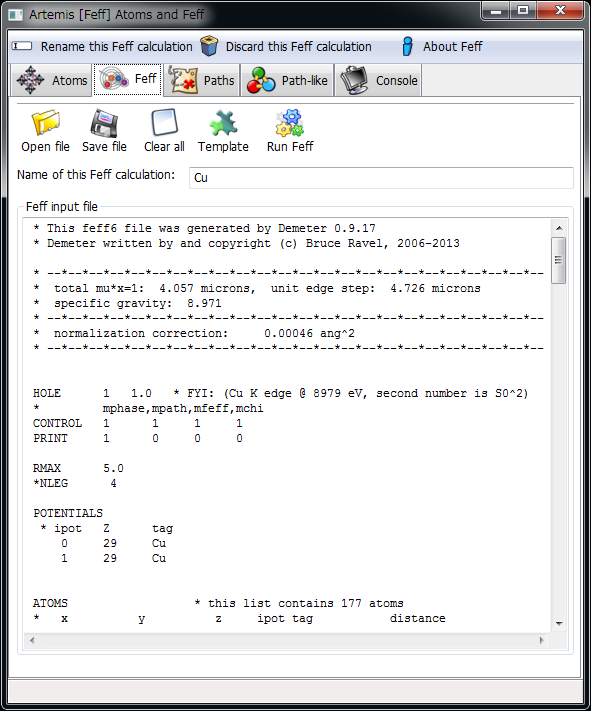 Artemis [Feff] Atoms and Feff
Rename this Feff calculation Discard this Feff calculation About Feff
Atoms Feff Paths Path-like Console
Open file Save file Clear all Template Run Feff
Name of this Feff calculation: Cu
Feff input file
* This feff6 file was generated by Demeter 0.9.17
* Demeter written by and copyright (c) Bruce Ravel, 2006-2013
* --*--*--*--*--*--*--*--*--*--*--*--*--*--*--*--*--*--*--*--*--*--*--*--
*  total mu*x=1:  4.057 microns,  unit edge step:  4.726 microns
*  specific gravity:  8.971
* --*--*--*--*--*--*--*--*--*--*--*--*--*--*--*--*--*--*--*--*--*--*--*--
*  normalization correction:     0.00046 ang^2
* --*--*--*--*--*--*--*--*--*--*--*--*--*--*--*--*--*--*--*--*--*--*--*--
HOLE      1   1.0   * FYI: (Cu K edge @ 8979 eV, second number is S0^2)
*         mphase,mpath,mfeff,mchi
CONTROL   1      1     1     1
PRINT     1      0     0     0
RMAX      5.0
*NLEG      4
POTENTIALS
* ipot   Z      tag
0     29     Cu
1     29     Cu
ATOMS                  * this list contains 177 atoms
*   x          y          z     ipot tag           distance